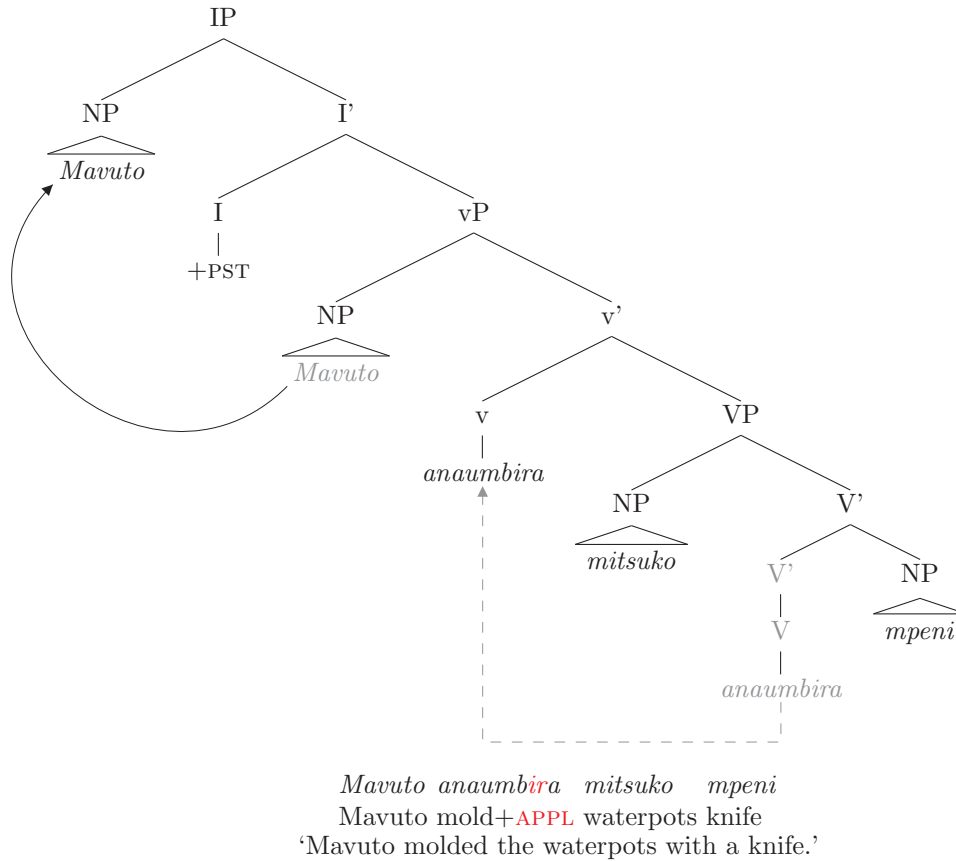 IP
NP I'
Mavuto
I vP
+PST
NP v'
Mavuto
v VP
anaumbira
NP V'
mitsuko
V' NP
mpeni
V
anaumbira
Mavuto anaumbira mitsuko mpeni
Mavuto mold+APPL waterpots knife
‘Mavuto molded the waterpots with a knife.’